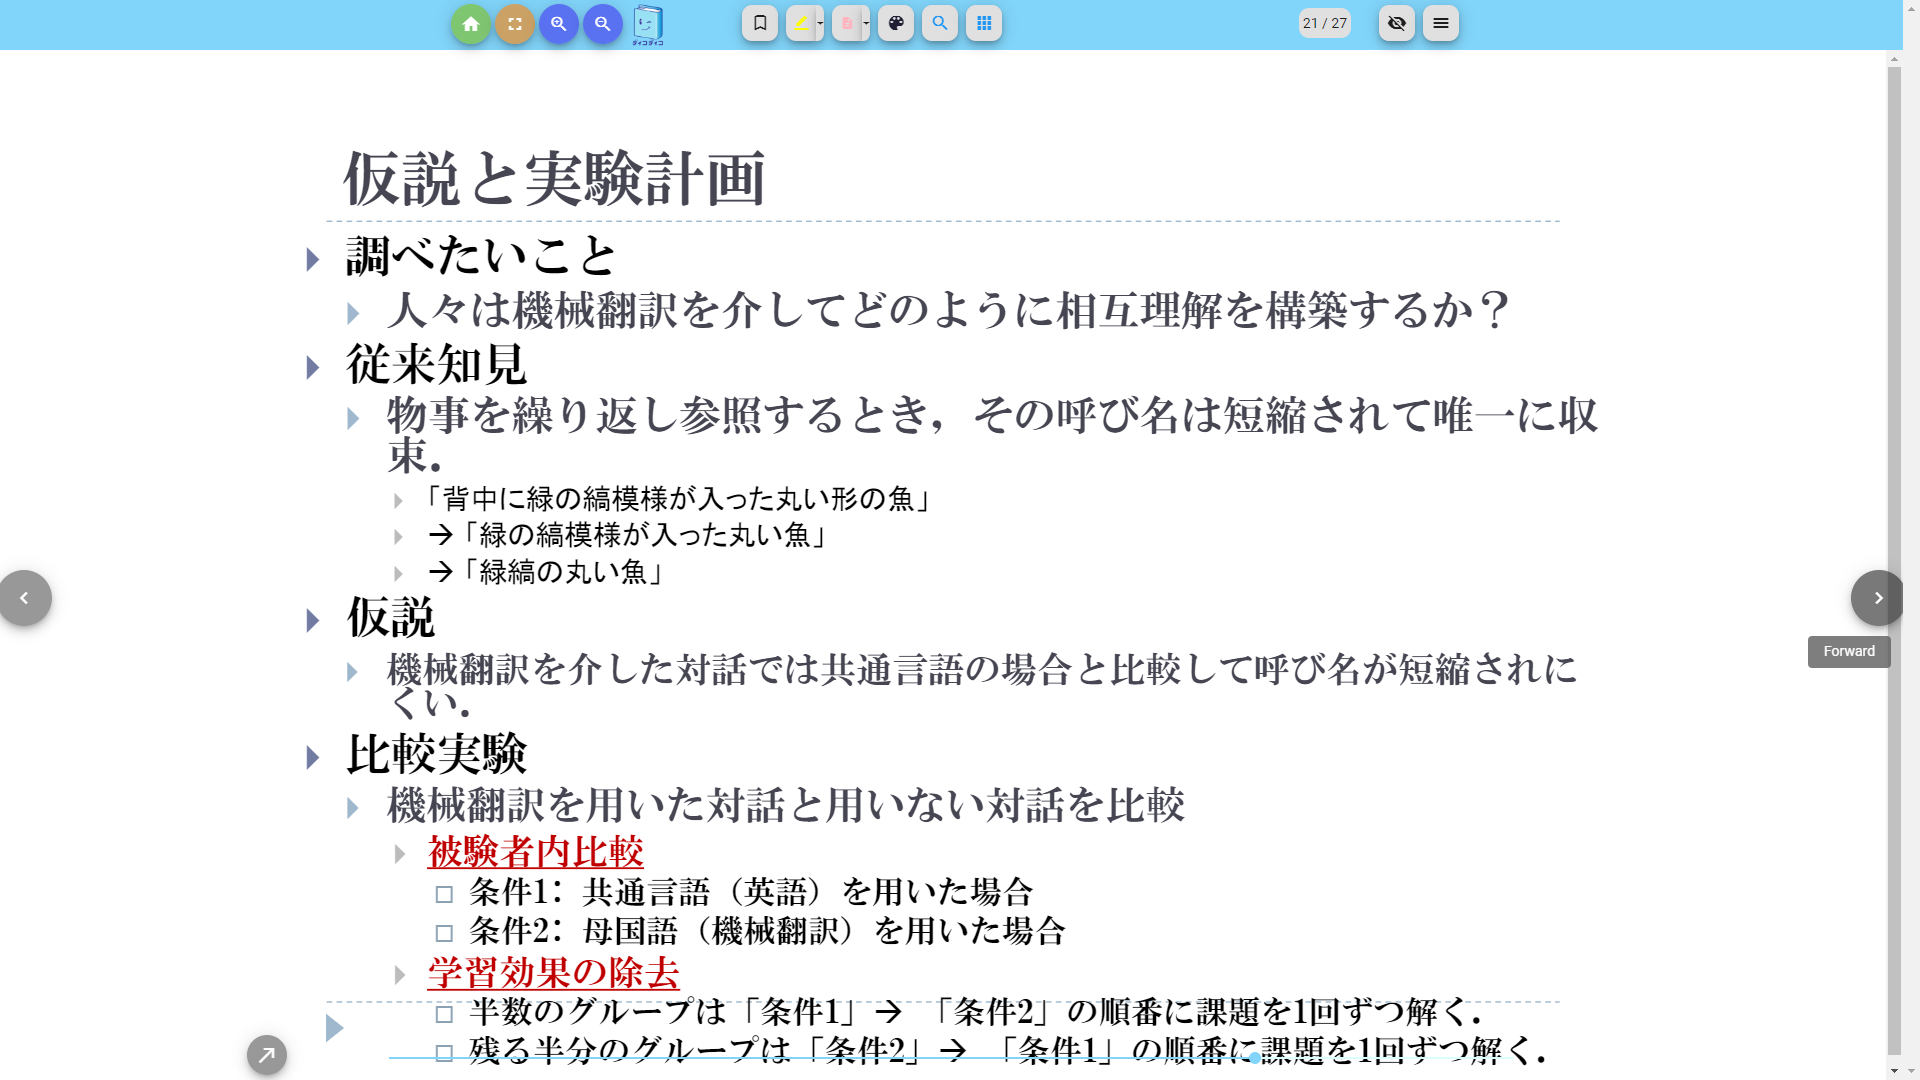 ダイコダイコ
21 / 27
仮説と実験計画
調べたいこと
人々は機械翻訳を介してどのように相互理解を構築するか？
従来知見
物事を繰り返し参照するとき，その呼び名は短縮されて唯一に収
束．
「背中に緑の縞模様が入った丸い形の魚」
→「緑の縞模様が入った丸い魚」
→「緑縞の丸い魚」
仮説
機械翻訳を介した対話では共通言語の場合と比較して呼び名が短縮されに
くい．
Forward
比較実験
機械翻訳を用いた対話と用いない対話を比較
被験者内比較
条件1：共通言語（英語）を用いた場合
条件2：母国語（機械翻訳）を用いた場合
学習効果の除去
半数のグループは「条件1」→ 「条件2」の順番に課題を1回ずつ解く．
残る半分のグループは「条件2」→ 「条件1」の順番に課題を1回ずつ解く．